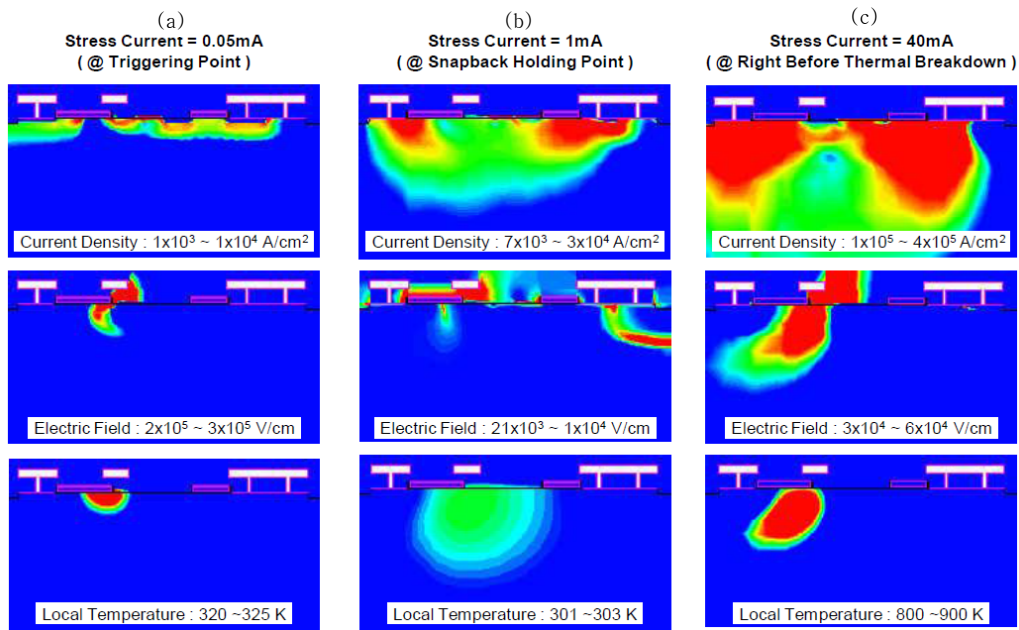 (a)
Stress Current = 0.05mA
( @ Triggering Point )
(b)
Stress Current = 1mA
( @ Snapback Holding Point )
(c)
Stress Current = 40mA
( @ Right Before Thermal Breakdown )
Current Density : 1x10³ ~ 1x10⁴ A/cm²
Current Density : 7x10³ ~ 3x10⁴ A/cm²
Current Density : 1x10⁵ ~ 4x10⁵ A/cm²
Electric Field : 2x10⁵ ~ 3x10⁵ V/cm
Electric Field : 21x10³ ~ 1x10⁴ V/cm
Electric Field : 3x10⁴ ~ 6x10⁴ V/cm
Local Temperature : 320 ~325 K
Local Temperature : 301 ~303 K
Local Temperature : 800 ~900 K